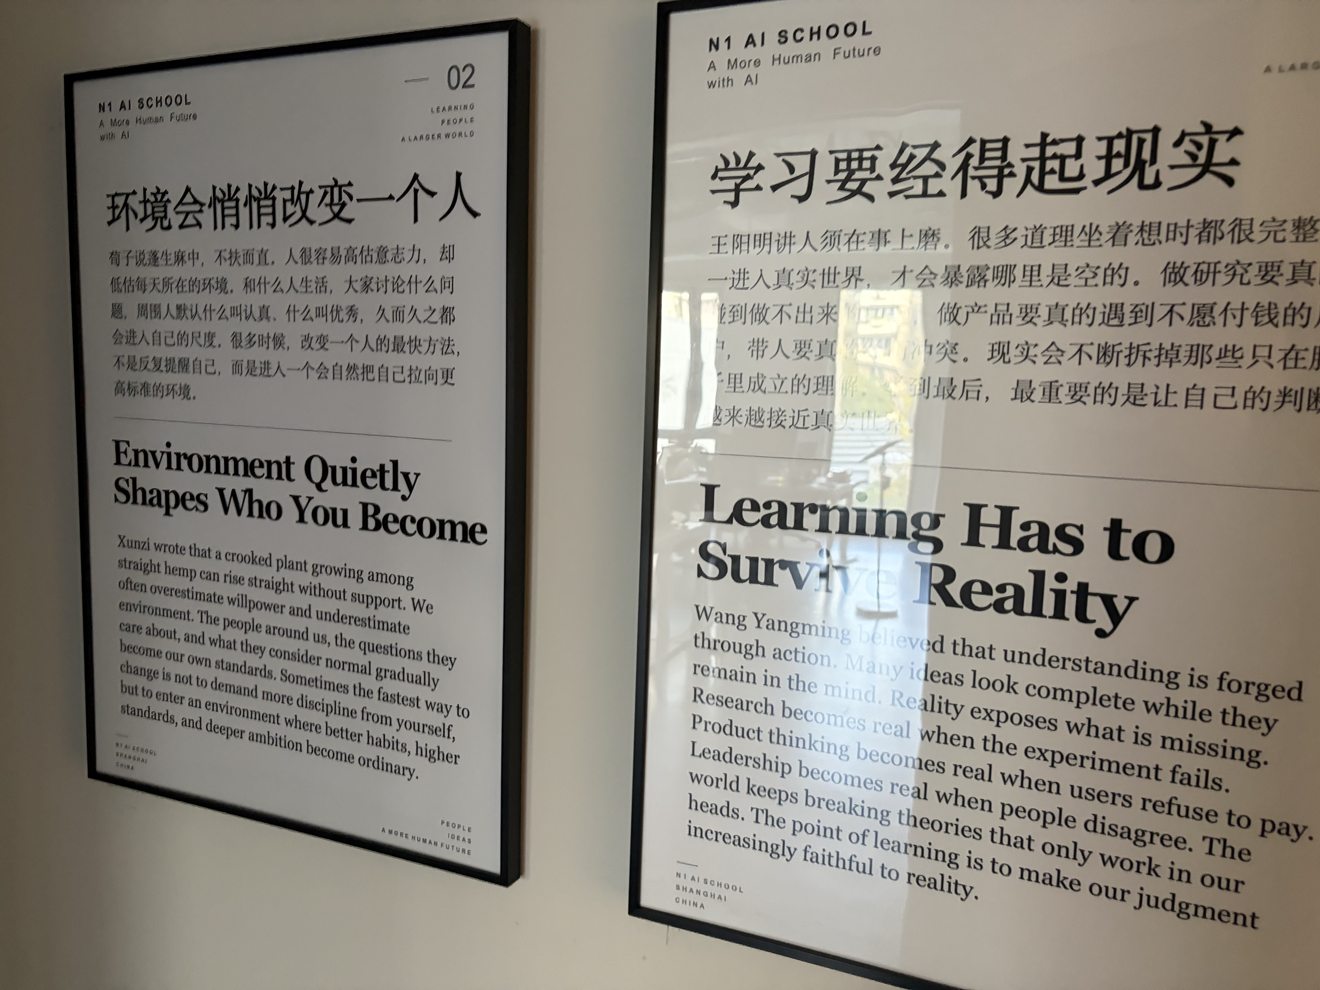 N1 AI SCHOOL
A More Human Future
with AI
— 02
LEARNING
PEOPLE
A LARGER WORLD
环境会悄悄改变一个人
荀子说蓬生麻中，不扶而直。人很容易高估意志力，却
低估每天所在的环境。和什么人生活，大家讨论什么问
题，周围人默认什么叫认真、什么叫优秀，久而久之都
会进入自己的尺度。很多时候，改变一个人的最快方法，
不是反复提醒自己，而是进入一个会自然把自己拉向更
高标准的环境。
Environment Quietly
Shapes Who You Become
Xunzi wrote that a crooked plant growing among
straight hemp can rise straight without support. We
often overestimate willpower and underestimate
environment. The people around us, the questions they
care about, and what they consider normal gradually
become our own standards. Sometimes the fastest way to
change is not to demand more discipline from yourself,
but to enter an environment where better habits, higher
standards, and deeper ambition become ordinary.
N1 AI SCHOOL
SHANGHAI
CHINA
PEOPLE
IDEAS
A MORE HUMAN FUTURE
N1 AI SCHOOL
A More Human Future
with AI
学习要经得起现实
王阳明讲人须在事上磨。很多道理坐着想时都很完整
一进入真实世界，才会暴露哪里是空的。做研究要真
碰到做不出来，做产品要真的遇到不愿付钱的
，带人要真冲突。现实会不断拆掉那些只在
里成立的理解。到最后，最重要的是让自己的判断
越来越接近真实世界
Learning Has to
Survive Reality
Wang Yangming believed that understanding is forged
through action. Many ideas look complete while they
remain in the mind. Reality exposes what is missing.
Research becomes real when the experiment fails.
Product thinking becomes real when users refuse to pay.
Leadership becomes real when people disagree. The
world keeps breaking theories that only work in our
heads. The point of learning is to make our judgment
increasingly faithful to reality.
N1 AI SCHOOL
SHANGHAI
CHINA